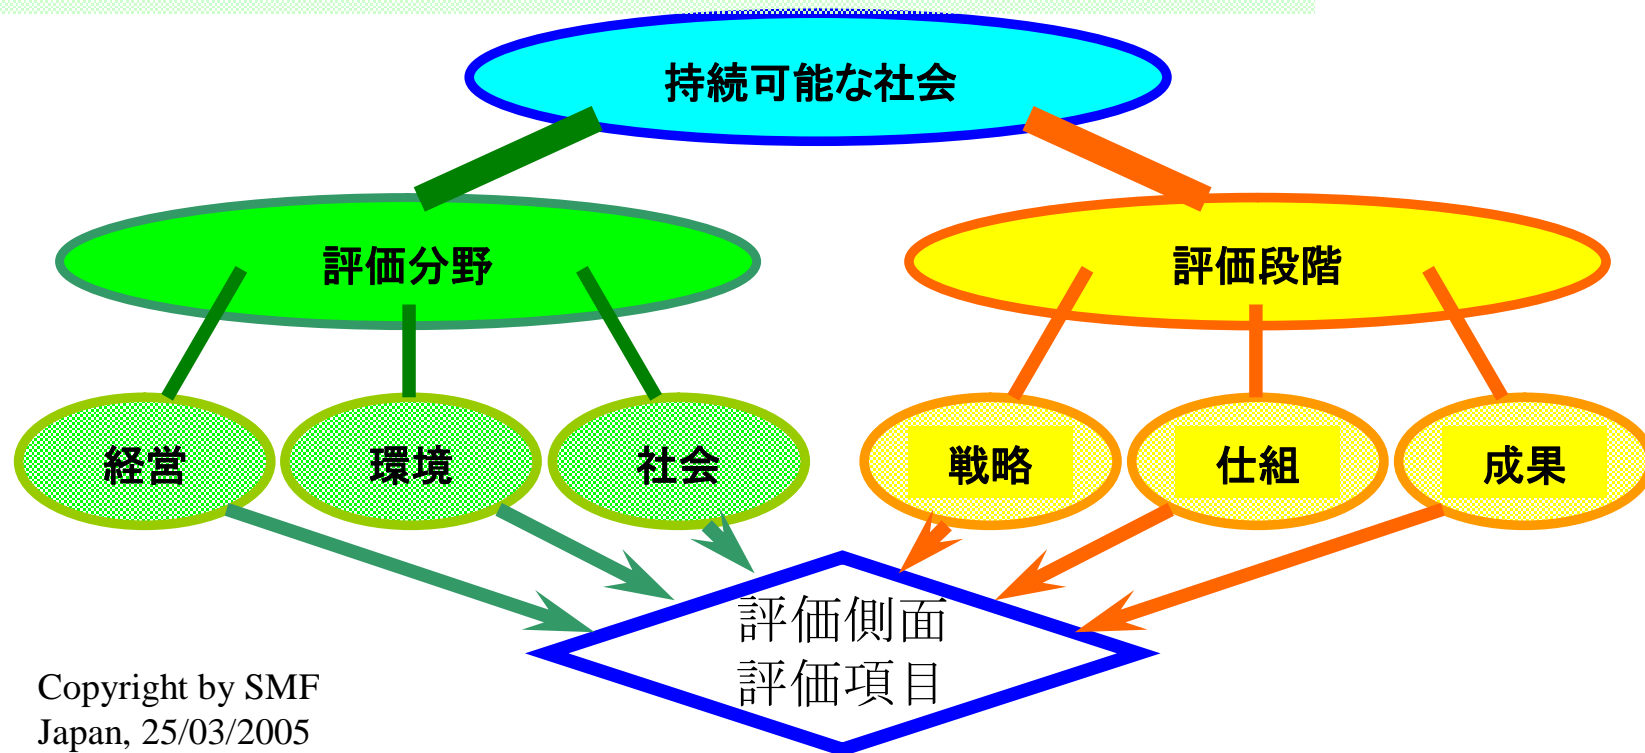 持続可能な社会
評価分野
評価段階
経営
環境
社会
戦略
仕組
成果
評価側面
評価項目
Copyright by SMF
Japan, 25/03/2005